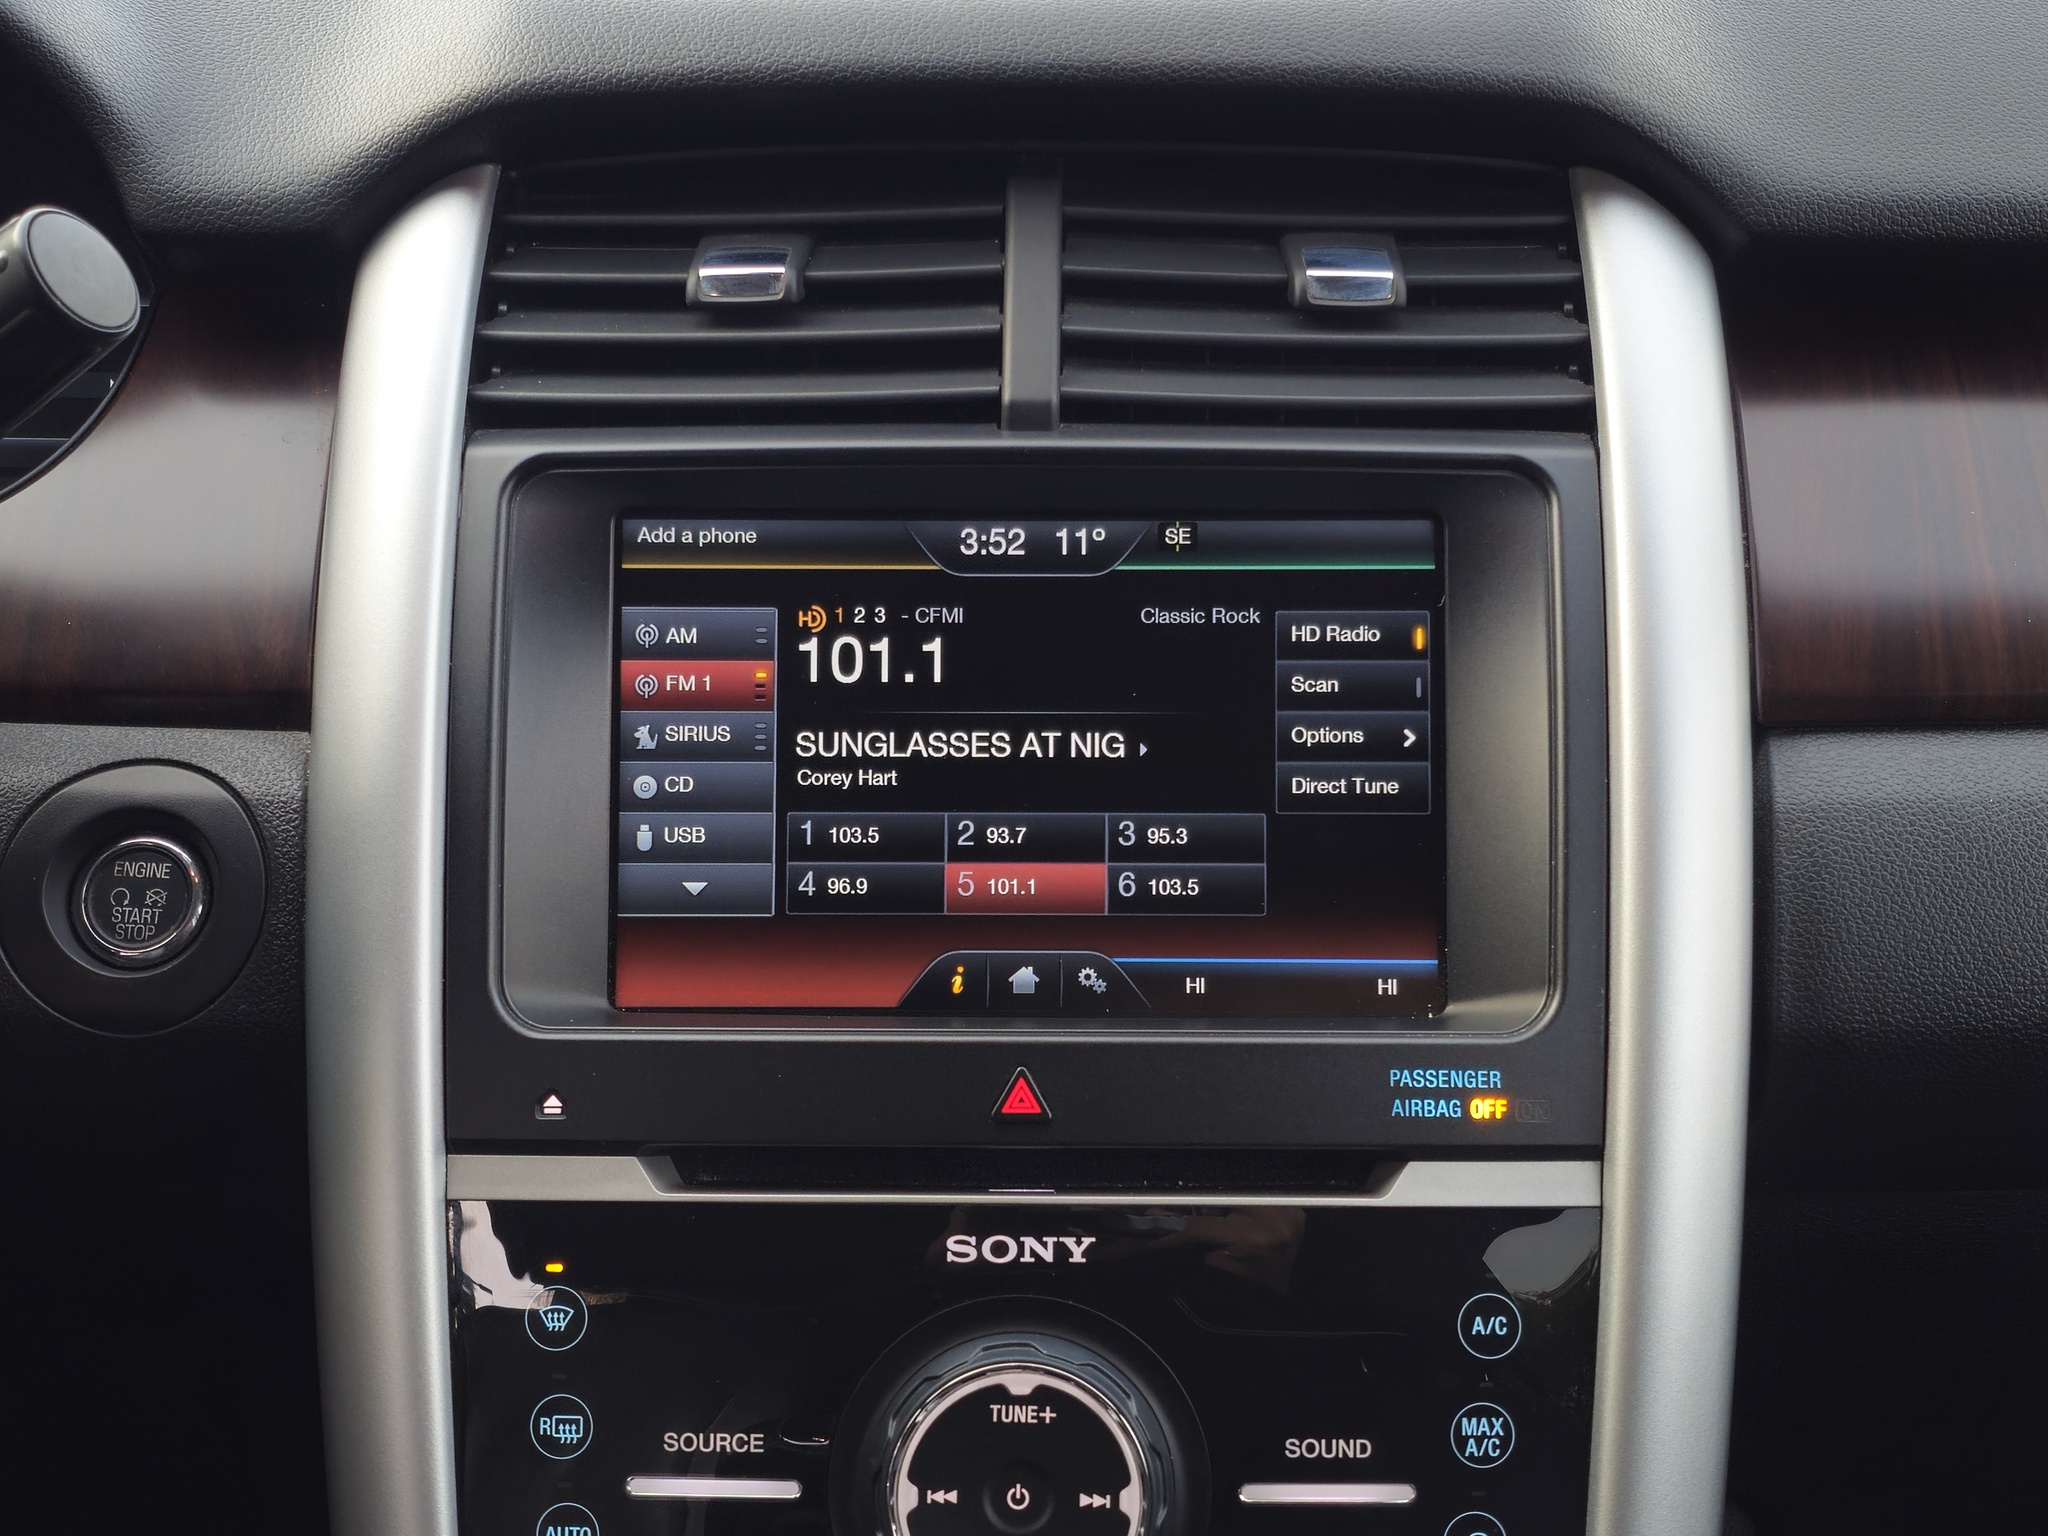 Add a phone
3:52 11° SE
HD 1 2 3 - CFMI Classic Rock
101.1
SUNGLASSES AT NIG
Corey Hart
AM
FM 1
SIRIUS
CD
USB
1 103.5 2 93.7 3 95.3
4 96.9 5 101.1 6 103.5
HD Radio
Scan
Options
Direct Tune
i HI HI
ENGINE
START
STOP
PASSENGER
AIRBAG OFF ON
SONY
R
AUTO
SOURCE
TUNE+
SOUND
A/C
MAX
A/C